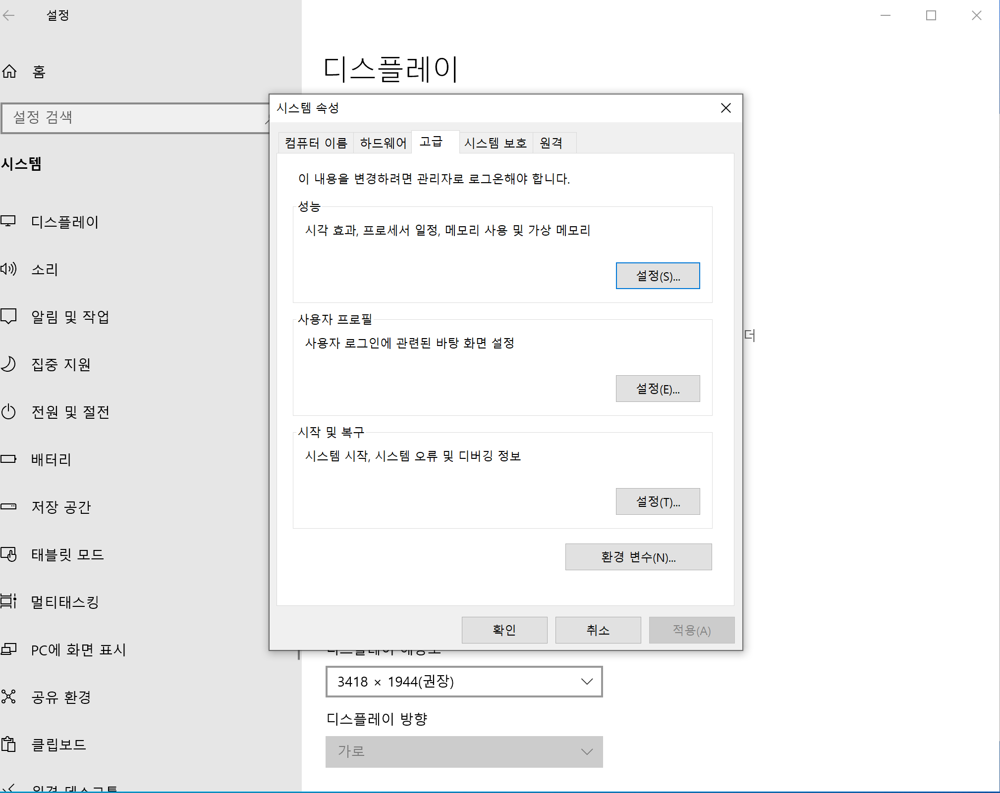 설정
홈
설정 검색
시스템
디스플레이
소리
알림 및 작업
집중 지원
전원 및 절전
배터리
저장 공간
태블릿 모드
멀티태스킹
PC에 화면 표시
공유 환경
클립보드
디스플레이
시스템 속성
컴퓨터 이름 하드웨어 고급 시스템 보호 원격
이 내용을 변경하려면 관리자로 로그온해야 합니다.
성능
시각 효과, 프로세서 일정, 메모리 사용 및 가상 메모리
설정(S)...
사용자 프로필
사용자 로그인에 관련된 바탕 화면 설정
설정(E)...
시작 및 복구
시스템 시작, 시스템 오류 및 디버깅 정보
설정(T)...
환경 변수(N)...
확인 취소 적용(A)
더
3418 × 1944(권장)
디스플레이 방향
가로